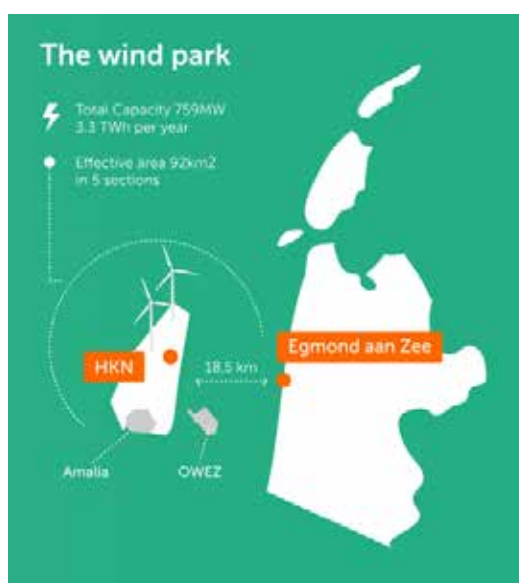 The wind park
Total Capacity 759MW
3.3 TWh per year
Effective area 92km2
in 5 sections
Egmond aan Zee
HKN
18,5 km
Amalia
OWEZ